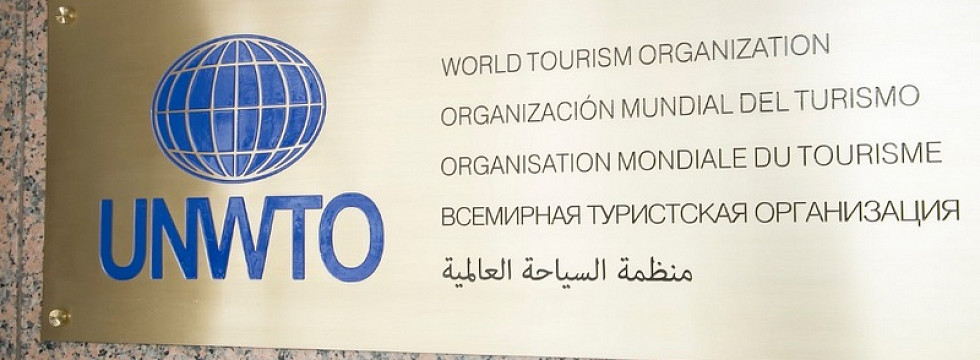 UNWTO
WORLD TOURISM ORGANIZATION
ORGANIZACIÓN MUNDIAL DEL TURISMO
ORGANISATION MONDIALE DU TOURISME
ВСЕМИРНАЯ ТУРИСТСКАЯ ОРГАНИЗАЦИЯ
منظمة السياحة العالمية